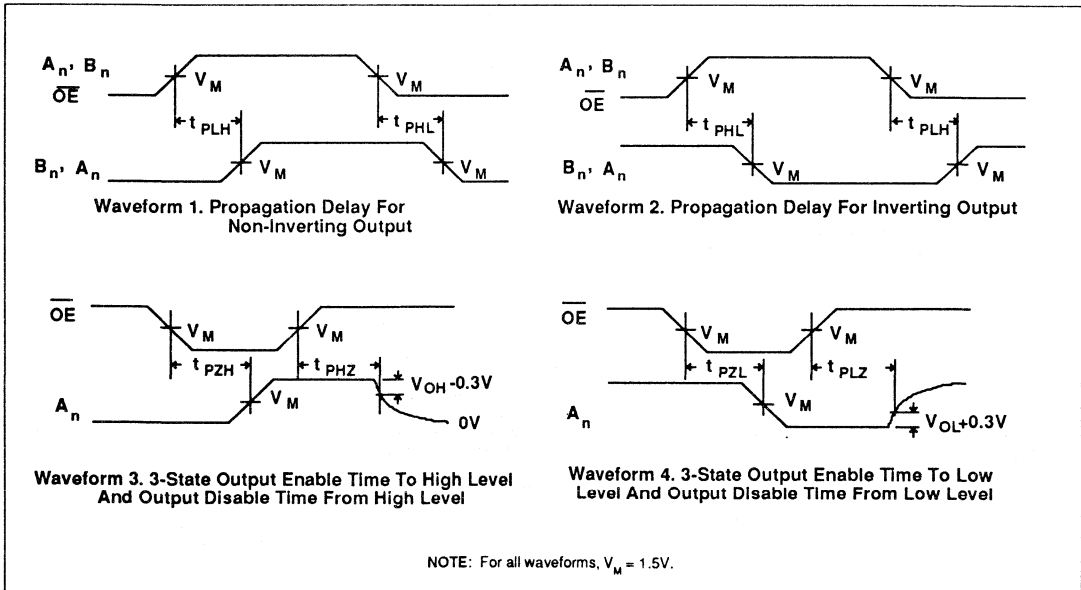 An, Bn
OE
VM
VM
tPLH
tPHL
Bn, An
VM
VM
Waveform 1. Propagation Delay For
Non-Inverting Output
An, Bn
OE
VM
VM
tPHL
tPLH
Bn, An
VM
VM
Waveform 2. Propagation Delay For Inverting Output
OE
VM
VM
tPZH
tPHZ
VOH-0.3V
An
VM
0V
Waveform 3. 3-State Output Enable Time To High Level
And Output Disable Time From High Level
OE
VM
VM
tPZL
tPLZ
An
VM
VOL+0.3V
Waveform 4. 3-State Output Enable Time To Low
Level And Output Disable Time From Low Level
NOTE: For all waveforms, VM = 1.5V.